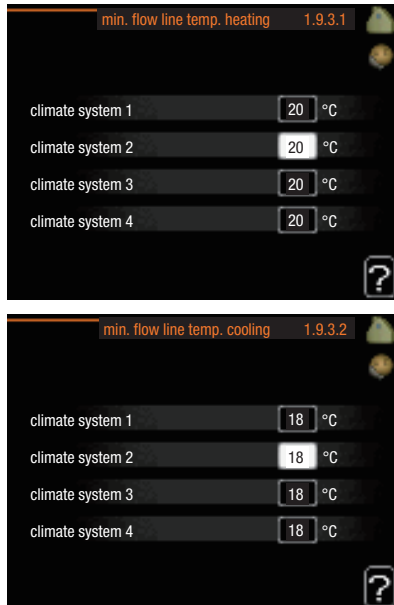 min. flow line temp. heating 1.9.3.1
climate system 1 20 °C
climate system 2 20 °C
climate system 3 20 °C
climate system 4 20 °C
?
min. flow line temp. cooling 1.9.3.2
climate system 1 18 °C
climate system 2 18 °C
climate system 3 18 °C
climate system 4 18 °C
?